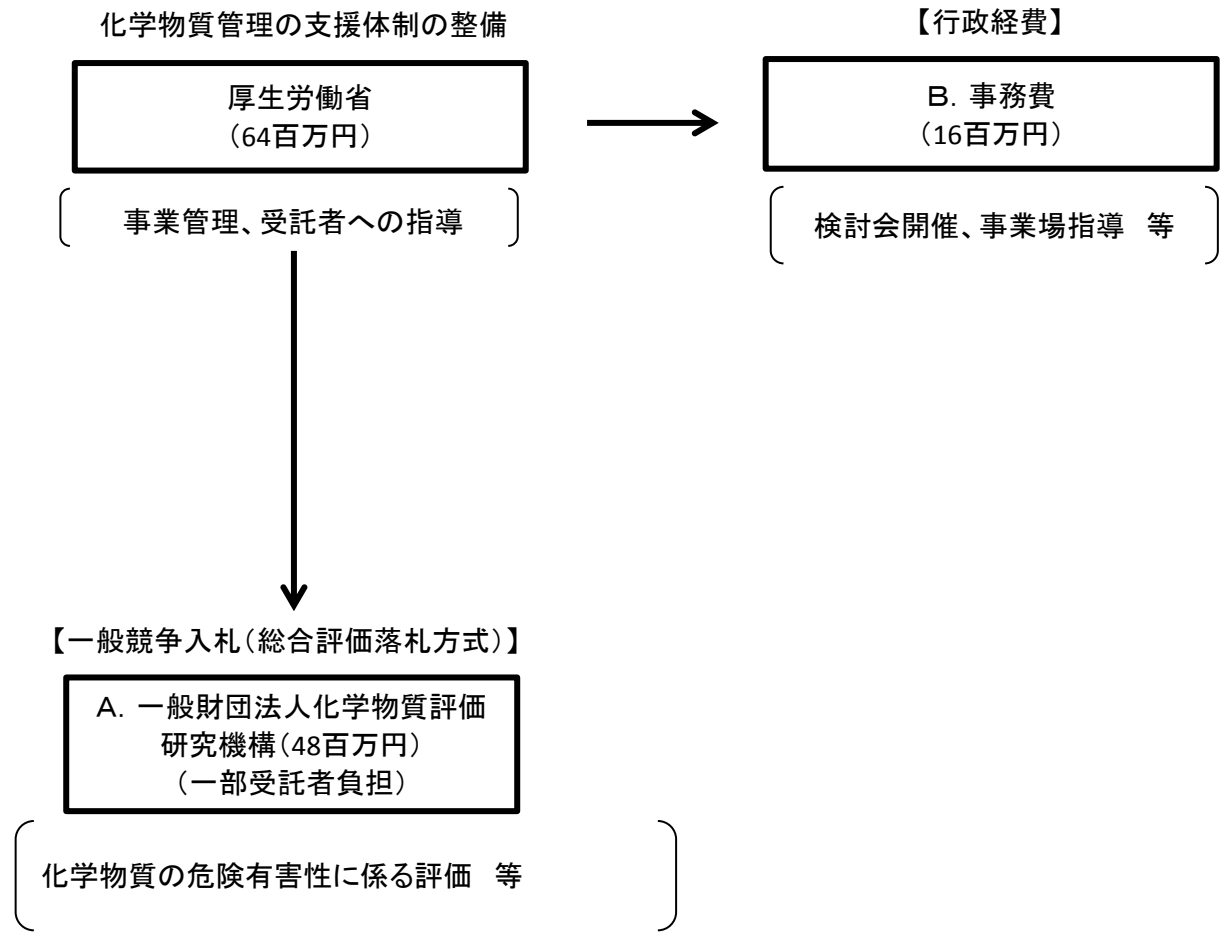 化学物質管理の支援体制の整備
厚生労働省
（64百万円）
事業管理、受託者への指導
【行政経費】
Ｂ．事務費
（16百万円）
検討会開催、事業場指導　等
【一般競争入札（総合評価落札方式）】
Ａ．一般財団法人化学物質評価
研究機構（48百万円）
（一部受託者負担）
化学物質の危険有害性に係る評価　等